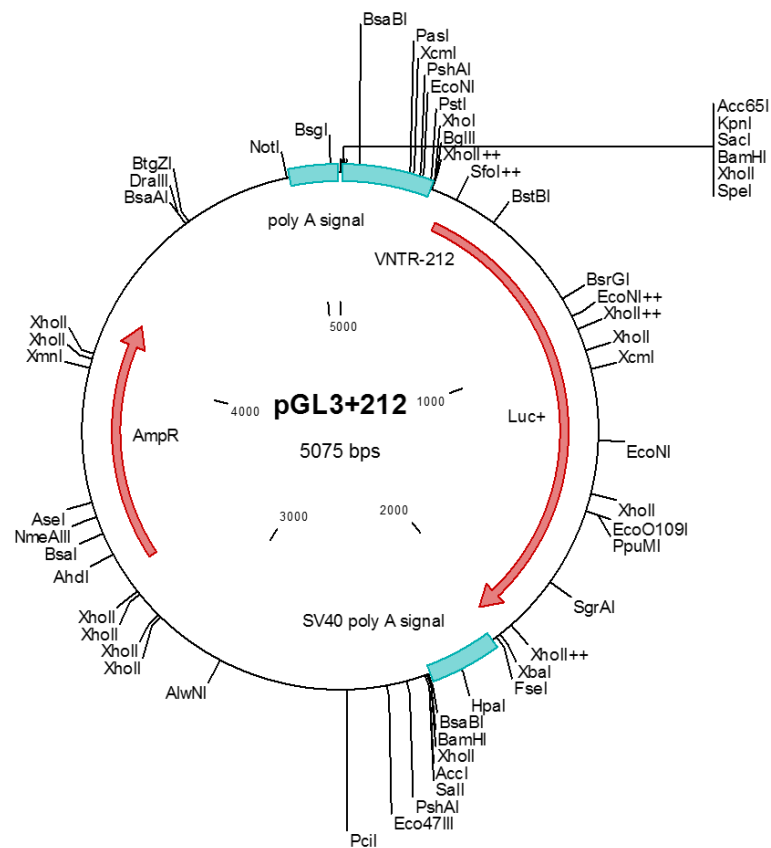 BsaBI
PasI
XcmI
PshAI
EcoNI
PstI
XhoI
BglII
XhoII++
SfoI++
BstBI
Acc65I
KpnI
SacI
BamHI
XhoII
SpeI
BsgI
NotI
BtgZI
DraIII
BsaAI
poly A signal
VNTR-212
BsrGI
EcoNI++
XhoII++
XhoII
XcmI
XhoII
XhoII
XmnI
5000
1000
4000
pGL3+212
5075 bps
AmpR
Luc+
EcoNI
2000
3000
XhoII
EcoO109I
PpuMI
AseI
NmeAIII
BsaI
AhdI
SgrAI
XhoII
XhoII
XhoII
XhoII
SV40 poly A signal
XhoII++
XbaI
FseI
AlwNI
HpaI
BsaBI
BamHI
XhoII
AccI
SalI
PshAI
Eco47III
PciI